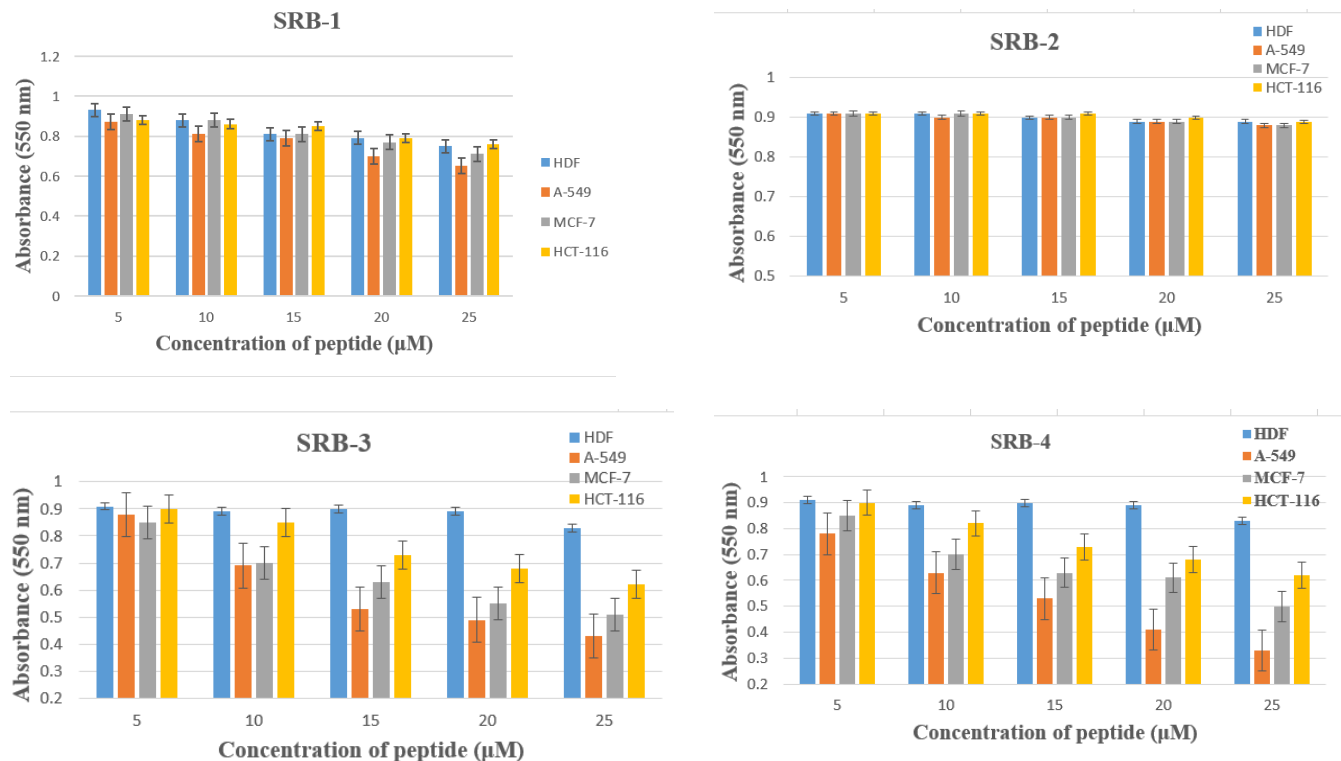 SRB-1
Absorbance (550 nm)
1.2
1
0.8
0.6
0.4
0.2
0
5 10 15 20 25
Concentration of peptide (µM)
HDF
A-549
MCF-7
HCT-116
SRB-2
HDF
A-549
MCF-7
HCT-116
Absorbance (550 nm)
1
0.9
0.8
0.7
0.6
0.5
5 10 15 20 25
Concentration of peptide (µM)
SRB-3
HDF
A-549
MCF-7
HCT-116
Absorbance (550 nm)
1
0.9
0.8
0.7
0.6
0.5
0.4
0.3
0.2
5 10 15 20 25
Concentration of peptide (µM)
SRB-4
HDF
A-549
MCF-7
HCT-116
Absorbance (550 nm)
1
0.9
0.8
0.7
0.6
0.5
0.4
0.3
0.2
5 10 15 20 25
Concentration of peptide (µM)